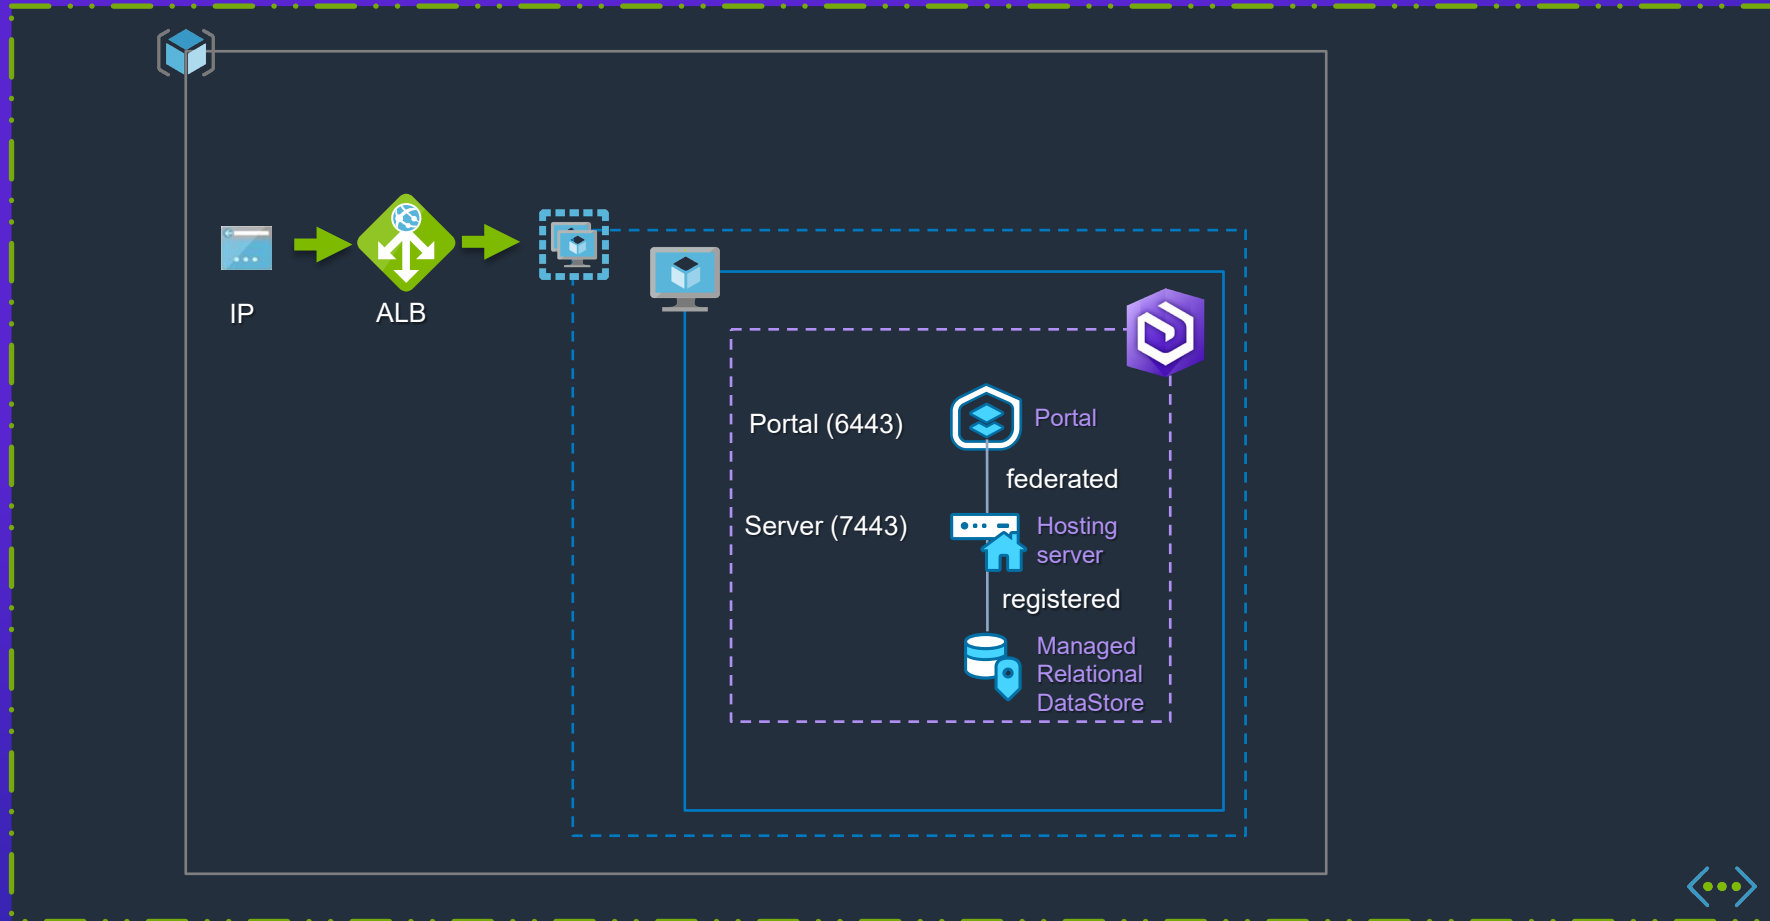 IP
ALB
Portal (6443)
Portal
federated
Server (7443)
Hosting
server
registered
Managed
Relational
DataStore